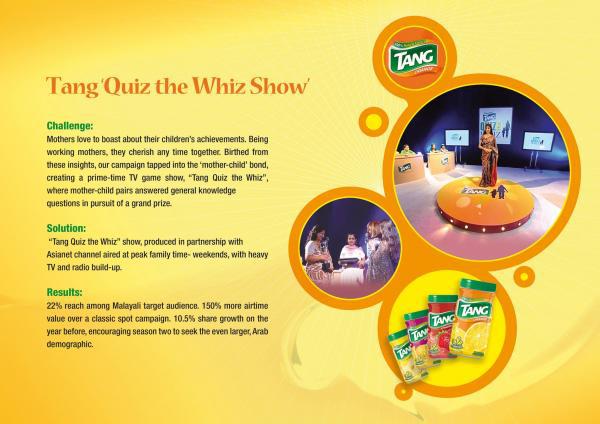 Tang 'Quiz the Whiz Show'
Challenge:
Mothers love to boast about their children's achievements. Being
working mothers, they cherish any time together. Birthed from
these insights, our campaign tapped into the 'mother-child' bond,
creating a prime-time TV game show, "Tang Quiz the Whiz",
where mother-child pairs answered general knowledge
questions in pursuit of a grand prize.
Solution:
"Tang Quiz the Whiz" show, produced in partnership with
Asianet channel aired at peak family time- weekends, with heavy
TV and radio build-up.
Results:
22% reach among Malayali target audience. 150% more airtime
value over a classic spot campaign. 10.5% share growth on the
year before, encouraging season two to seek the even larger, Arab
demographic.
TANG
TANG
QUIZ
TANG
TANG
TANG
TANG
TANG